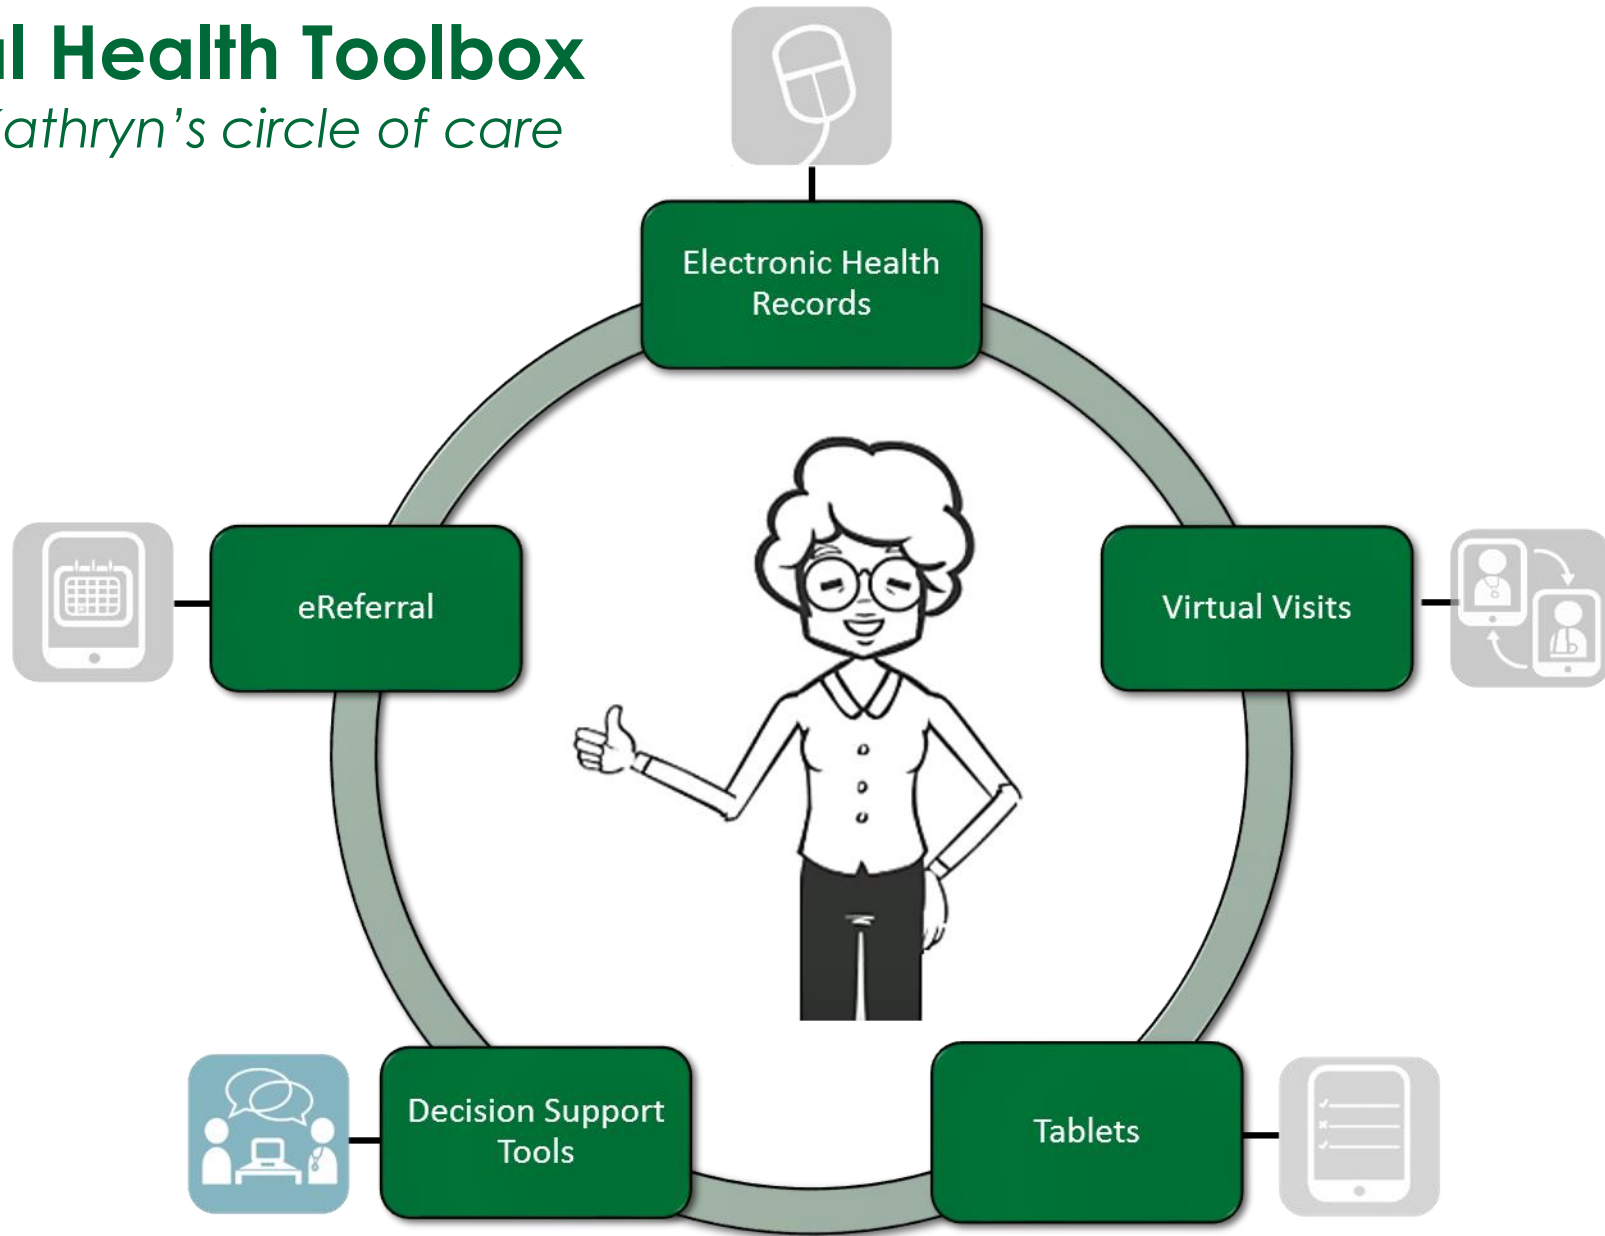 l Health Toolbox
athryn's circle of care
Electronic Health
Records
eReferral
Virtual Visits
Decision Support
Tools
Tablets